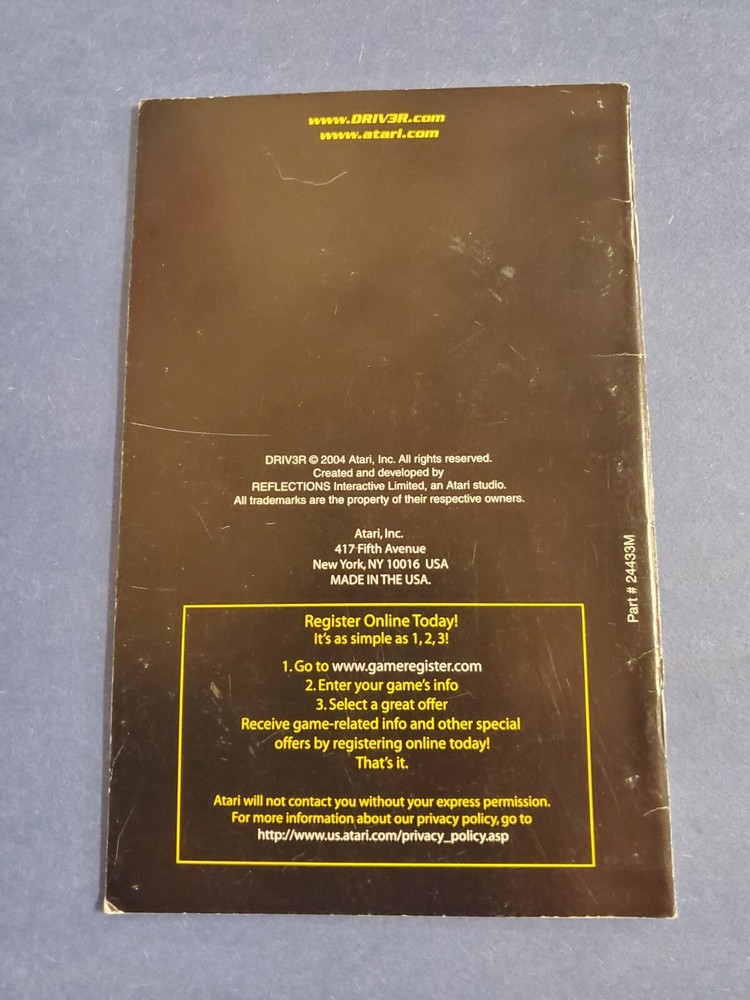 www.DRIV3R.com
www.atari.com
DRIV3R © 2004 Atari, Inc. All rights reserved.
Created and developed by
REFLECTIONS Interactive Limited, an Atari studio.
All trademarks are the property of their respective owners.
Atari, Inc.
417 Fifth Avenue
New York, NY 10016 USA
MADE IN THE USA.
Part # 24433M
Register Online Today!
It's as simple as 1, 2, 3!
1. Go to www.gameregister.com
2. Enter your game's info
3. Select a great offer
Receive game-related info and other special
offers by registering online today!
That's it.
Atari will not contact you without your express permission.
For more information about our privacy policy, go to
http://www.us.atari.com/privacy_policy.asp